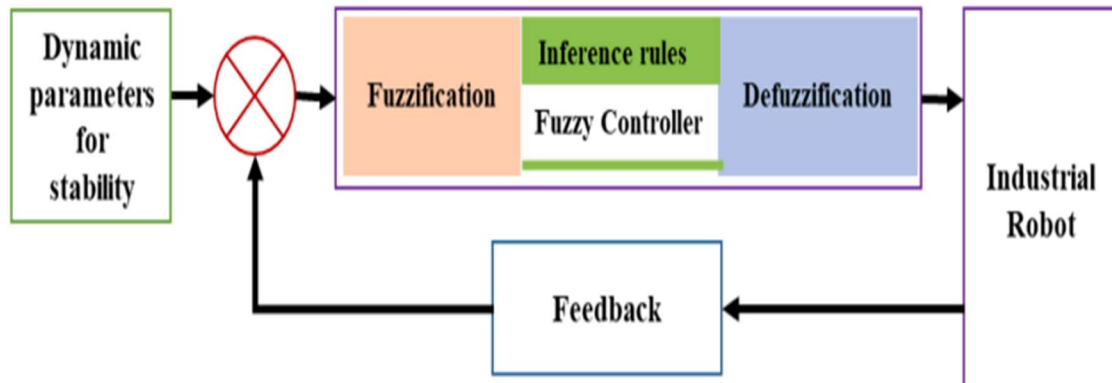 Dynamic
parameters
for
stability
Fuzzification
Inference rules
Fuzzy Controller
Defuzzification
Industrial
Robot
Feedback